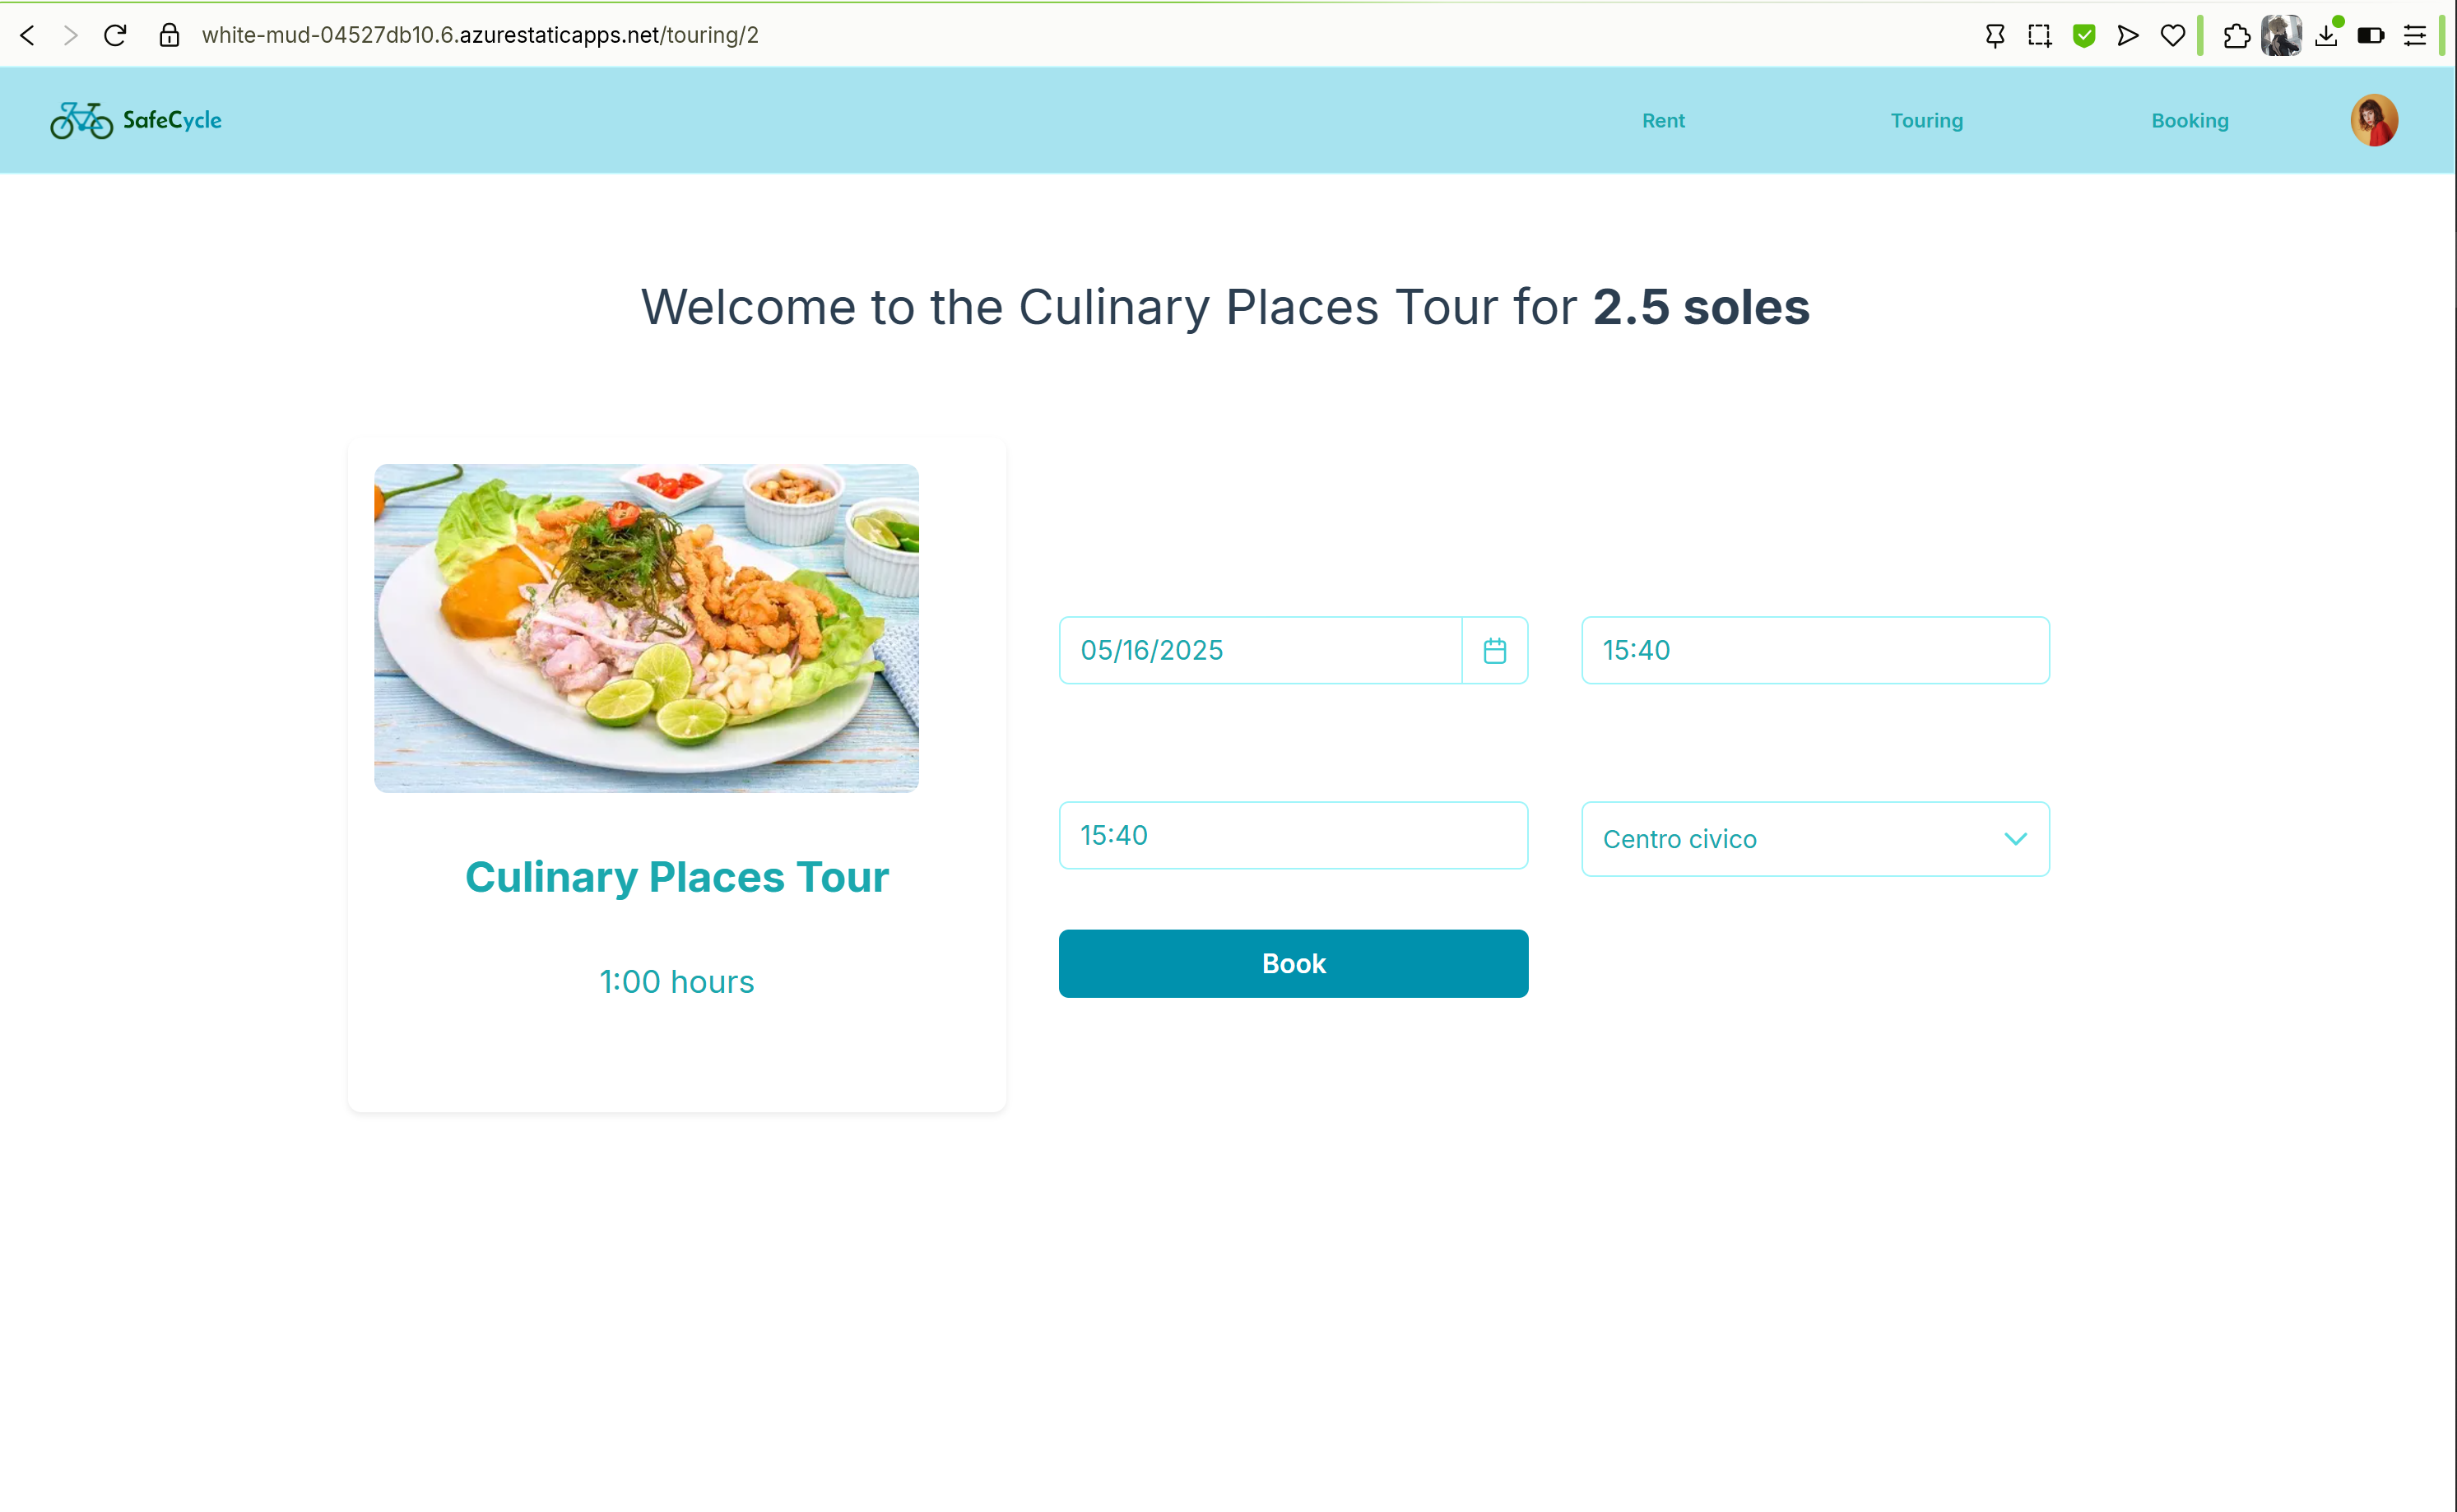 white-mud-04527db10.6.azurestaticapps.net/touring/2
SafeCycle
Rent
Touring
Booking
Welcome to the Culinary Places Tour for 2.5 soles
05/16/2025
15:40
15:40
Centro civico
Culinary Places Tour
Book
1:00 hours